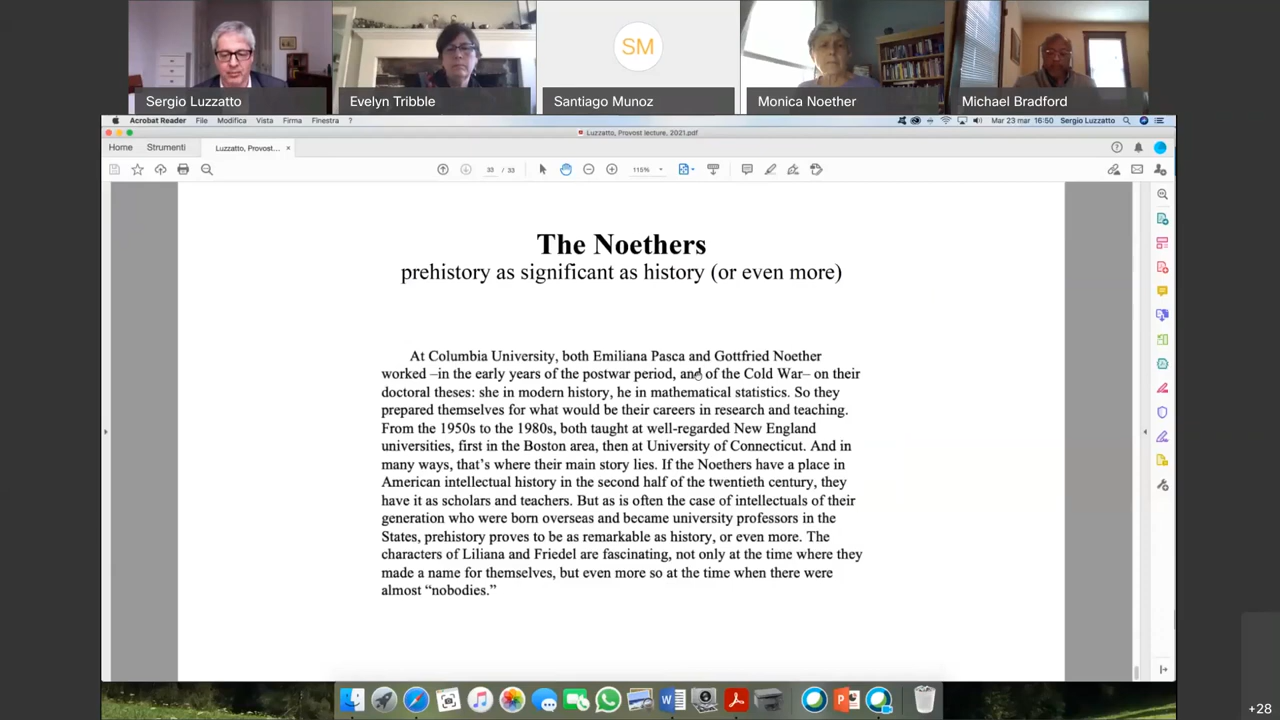 SM
Sergio Luzzatto
Evelyn Tribble
Santiago Munoz
Monica Noether
Michael Bradford
Acrobat Reader File Modifica Vista Firma Finestra ? Mar 23 mar 16:50 Sergio Luzzatto
Luzzatto, Provost lecture, 2021.pdf
Home Strumenti Luzzatto, Provost... ×
33 / 33 115%
The Noethers
prehistory as significant as history (or even more)
At Columbia University, both Emiliana Pasca and Gottfried Noether
worked –in the early years of the postwar period, and of the Cold War– on their
doctoral theses: she in modern history, he in mathematical statistics. So they
prepared themselves for what would be their careers in research and teaching.
From the 1950s to the 1980s, both taught at well-regarded New England
universities, first in the Boston area, then at University of Connecticut. And in
many ways, that's where their main story lies. If the Noethers have a place in
American intellectual history in the second half of the twentieth century, they
have it as scholars and teachers. But as is often the case of intellectuals of their
generation who were born overseas and became university professors in the
States, prehistory proves to be as remarkable as history, or even more. The
characters of Liliana and Friedel are fascinating, not only at the time where they
made a name for themselves, but even more so at the time when there were
almost “nobodies.”
+28